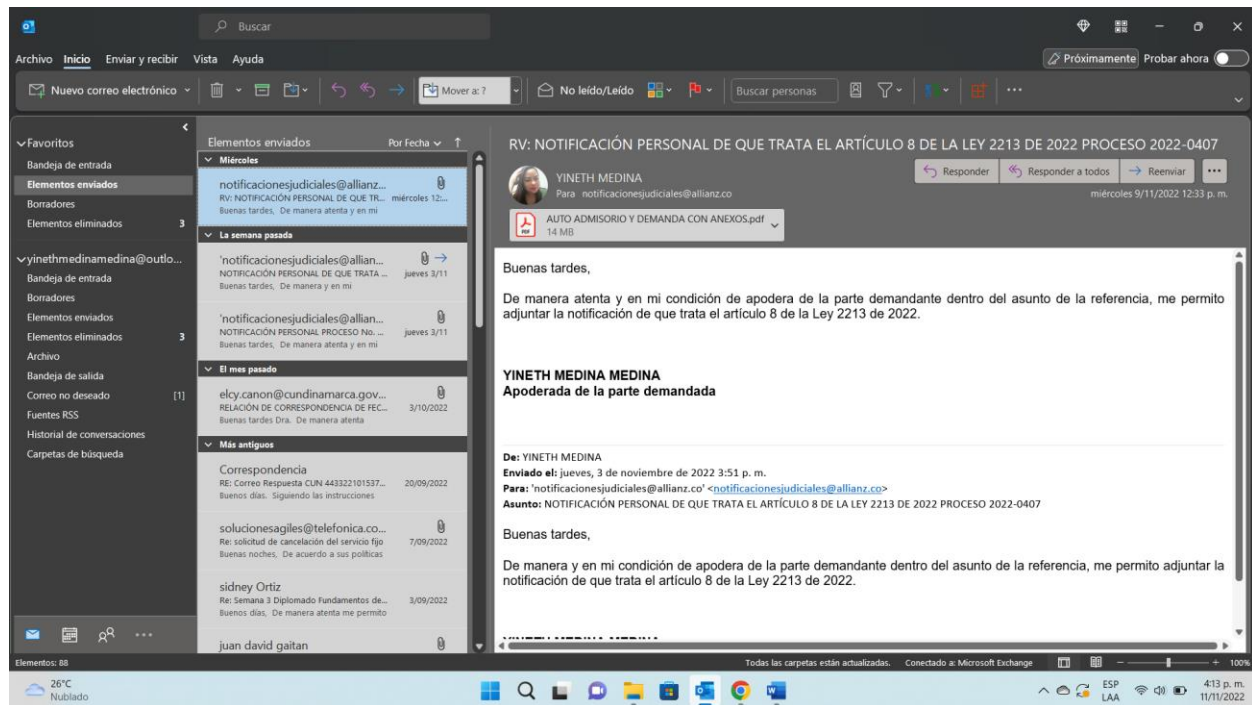 Buscar
Archivo Inicio Enviar y recibir Vista Ayuda
Próximamente Probar ahora
Nuevo correo electrónico
Mover a: ?
No leído/Leído
Buscar personas
Favoritos
Bandeja de entrada
Elementos enviados
Borradores
Elementos eliminados 3
yinethmedinamedina@outlo...
Bandeja de entrada
Borradores
Elementos enviados
Elementos eliminados 3
Archivo
Bandeja de salida
Correo no deseado [1]
Fuentes RSS
Historial de conversaciones
Carpetas de búsqueda
Elementos enviados Por Fecha
Miércoles
notificacionesjudiciales@allianz...
RV: NOTIFICACIÓN PERSONAL DE QUE TR... miércoles 12:...
Buenas tardes, De manera atenta y en mi
La semana pasada
'notificacionesjudiciales@allian...
NOTIFICACIÓN PERSONAL DE QUE TRATA ... jueves 3/11
Buenas tardes, De manera y en mi
'notificacionesjudiciales@allian...
NOTIFICACIÓN PERSONAL PROCESO No. ... jueves 3/11
Buenas tardes, De manera atenta y en mi
El mes pasado
elcy.canon@cundinamarca.gov...
RELACIÓN DE CORRESPONDENCIA DE FEC... 3/10/2022
Buenas tardes Dra. De manera atenta
Más antiguos
Correspondencia
RE: Correo Respuesta CUN 443322101537... 20/09/2022
Buenos días. Siguiendo las instrucciones
solucionesagiles@telefonica.co...
Re: solicitud de cancelación del servicio fijo 7/09/2022
Buenas noches, De acuerdo a sus políticas
sidney Ortiz
Re: Semana 3 Diplomado Fundamentos de... 3/09/2022
Buenos días, De manera atenta me permito
juan david gaitan
RV: NOTIFICACIÓN PERSONAL DE QUE TRATA EL ARTÍCULO 8 DE LA LEY 2213 DE 2022 PROCESO 2022-0407
YINETH MEDINA
Para notificacionesjudiciales@allianz.co
Responder Responder a todos Reenviar
miércoles 9/11/2022 12:33 p. m.
AUTO ADMISORIO Y DEMANDA CON ANEXOS.pdf
14 MB
Buenas tardes,
De manera atenta y en mi condición de apodera de la parte demandante dentro del asunto de la referencia, me permito
adjuntar la notificación de que trata el artículo 8 de la Ley 2213 de 2022.
YINETH MEDINA MEDINA
Apoderada de la parte demandada
De: YINETH MEDINA
Enviado el: jueves, 3 de noviembre de 2022 3:51 p. m.
Para: 'notificacionesjudiciales@allianz.co' <notificacionesjudiciales@allianz.co>
Asunto: NOTIFICACIÓN PERSONAL DE QUE TRATA EL ARTÍCULO 8 DE LA LEY 2213 DE 2022 PROCESO 2022-0407
Buenas tardes,
De manera y en mi condición de apodera de la parte demandante dentro del asunto de la referencia, me permito adjuntar la
notificación de que trata el artículo 8 de la Ley 2213 de 2022.
Elementos: 88
Todas las carpetas están actualizadas. Conectado a: Microsoft Exchange
100%
26°C
Nublado
ESP
LAA
4:13 p. m.
11/11/2022